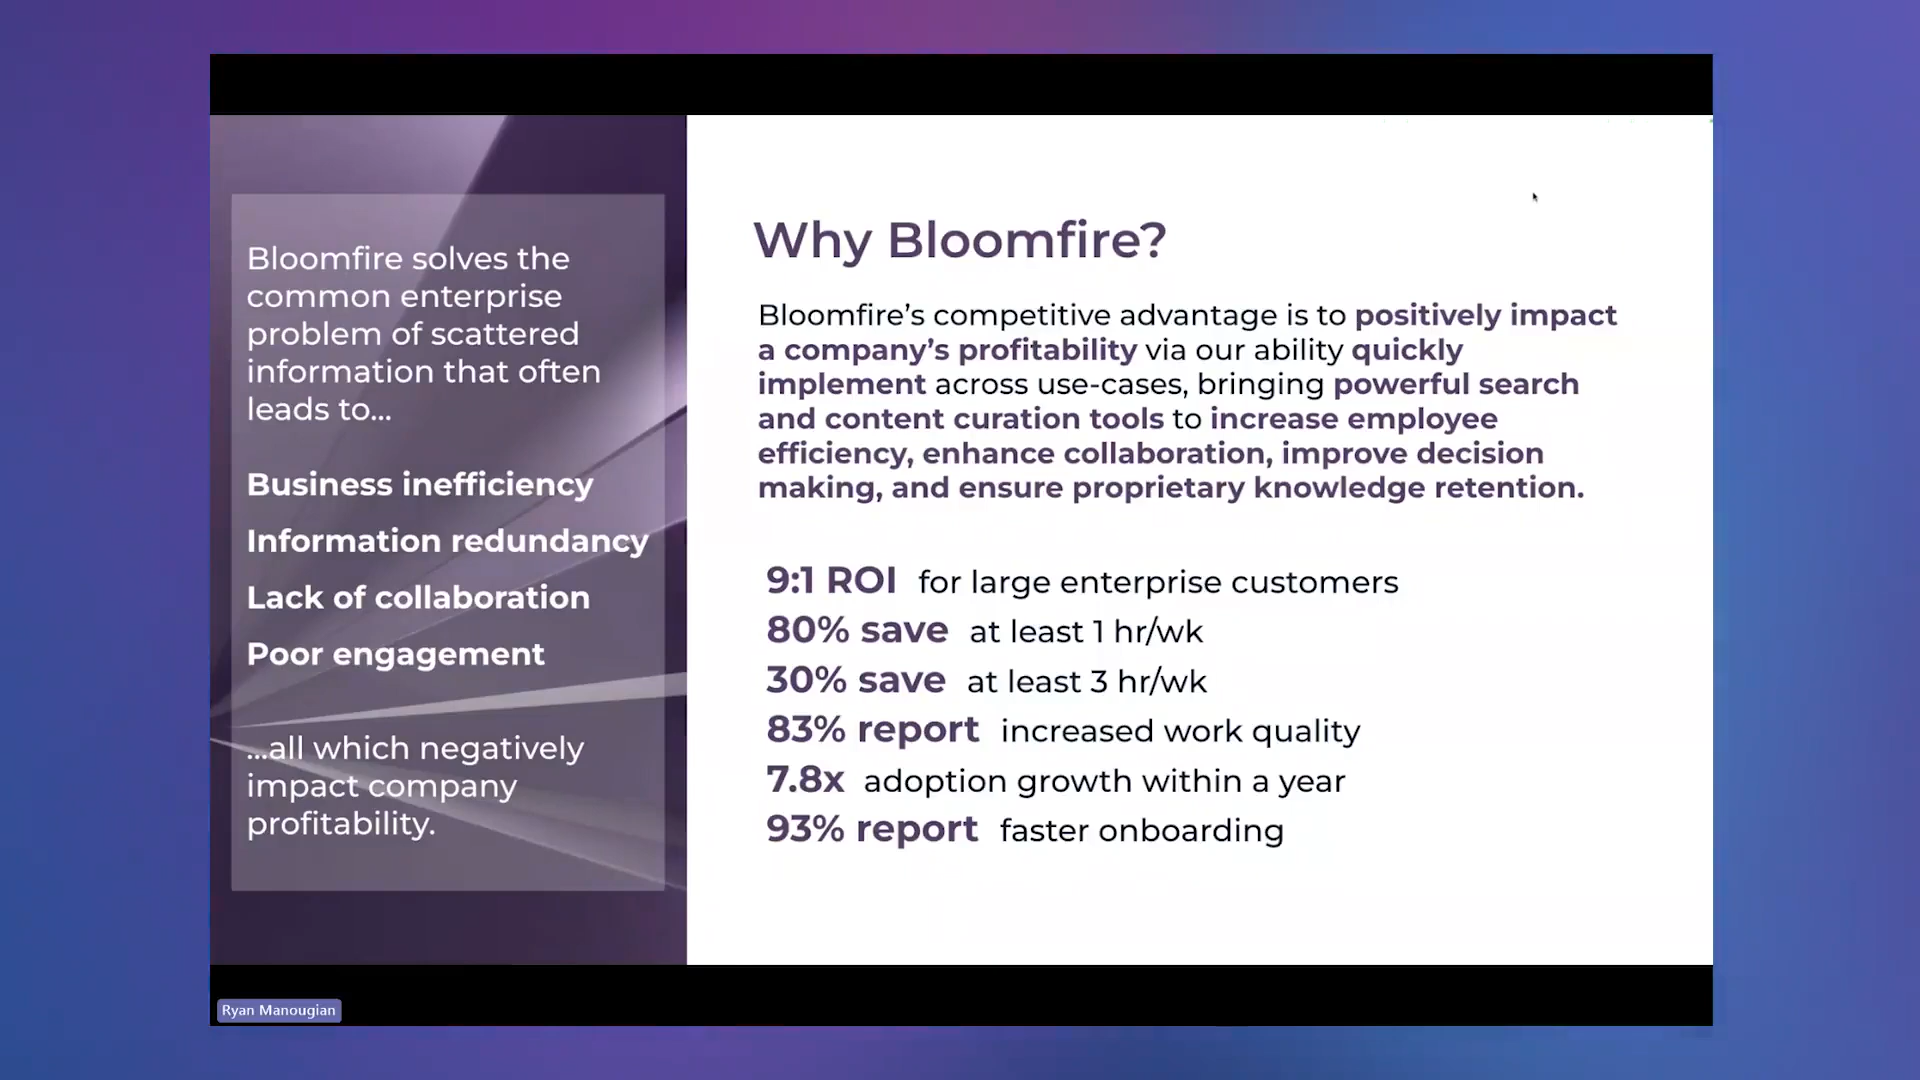 Bloomfire solves the
common enterprise
problem of scattered
information that often
leads to...
Business inefficiency
Information redundancy
Lack of collaboration
Poor engagement
...all which negatively
impact company
profitability.
Why Bloomfire?
Bloomfire’s competitive advantage is to positively impact
a company’s profitability via our ability quickly
implement across use-cases, bringing powerful search
and content curation tools to increase employee
efficiency, enhance collaboration, improve decision
making, and ensure proprietary knowledge retention.
9:1 ROI for large enterprise customers
80% save at least 1 hr/wk
30% save at least 3 hr/wk
83% report increased work quality
7.8x adoption growth within a year
93% report faster onboarding
Ryan Manougian